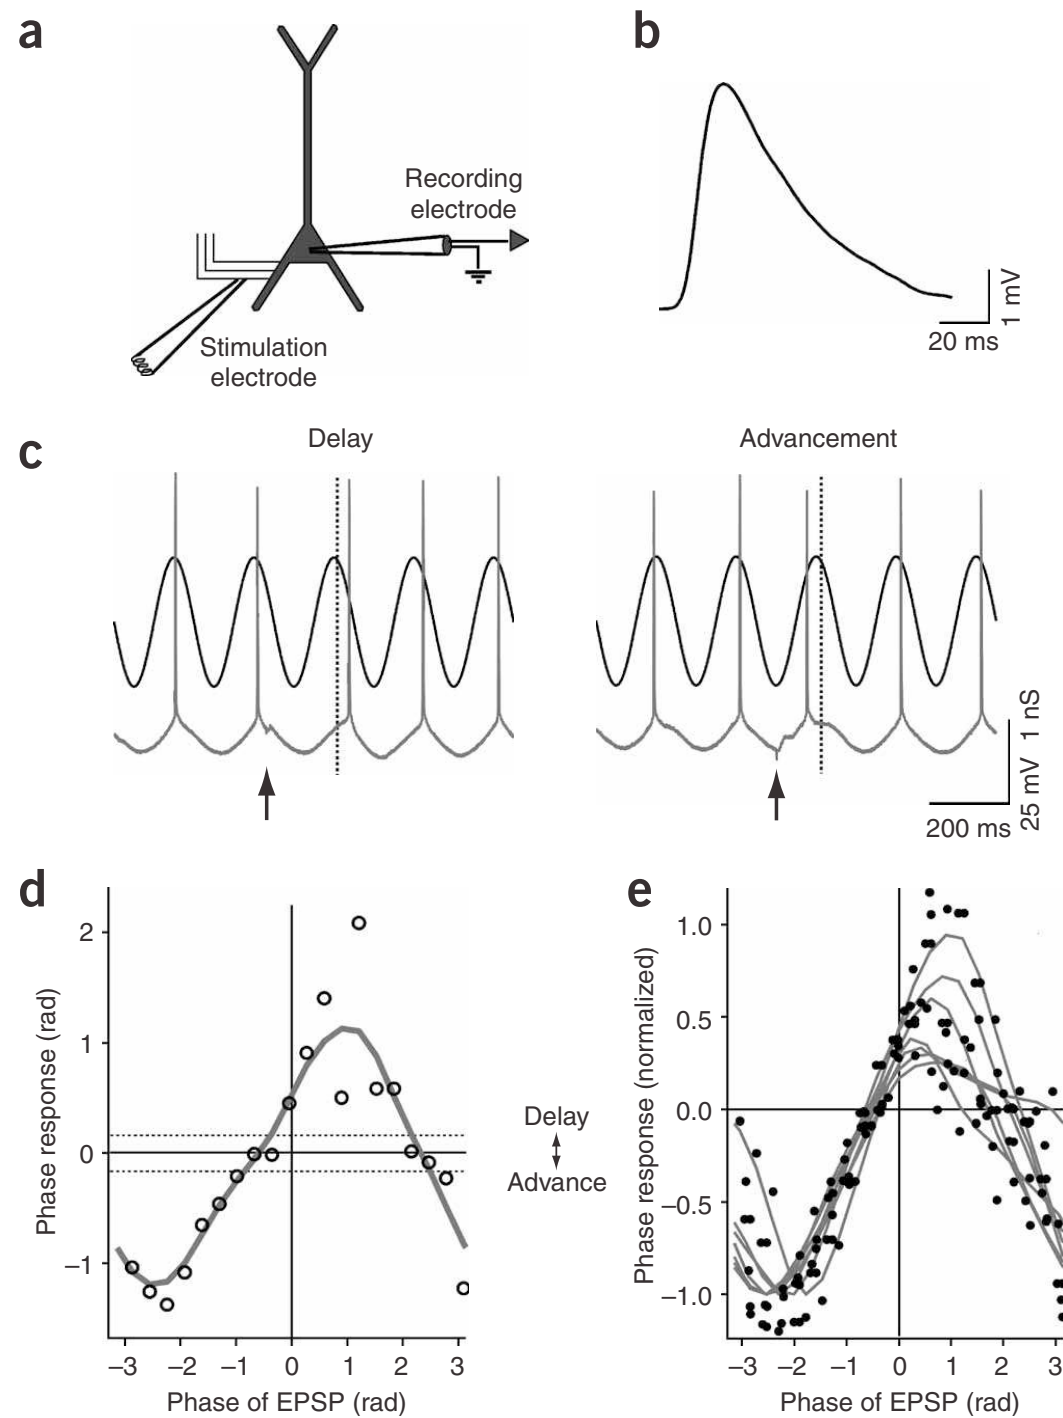 a
Recording
electrode
Stimulation
electrode
b
1 mV
20 ms
c
Delay
Advancement
25 mV 1 nS
200 ms
d
Phase response (rad)
2
1
0
−1
−3 −2 −1 0 1 2 3
Phase of EPSP (rad)
Delay
Advance
e
Phase response (normalized)
1.0
0.5
0.0
−0.5
−1.0
−3 −2 −1 0 1 2 3
Phase of EPSP (rad)